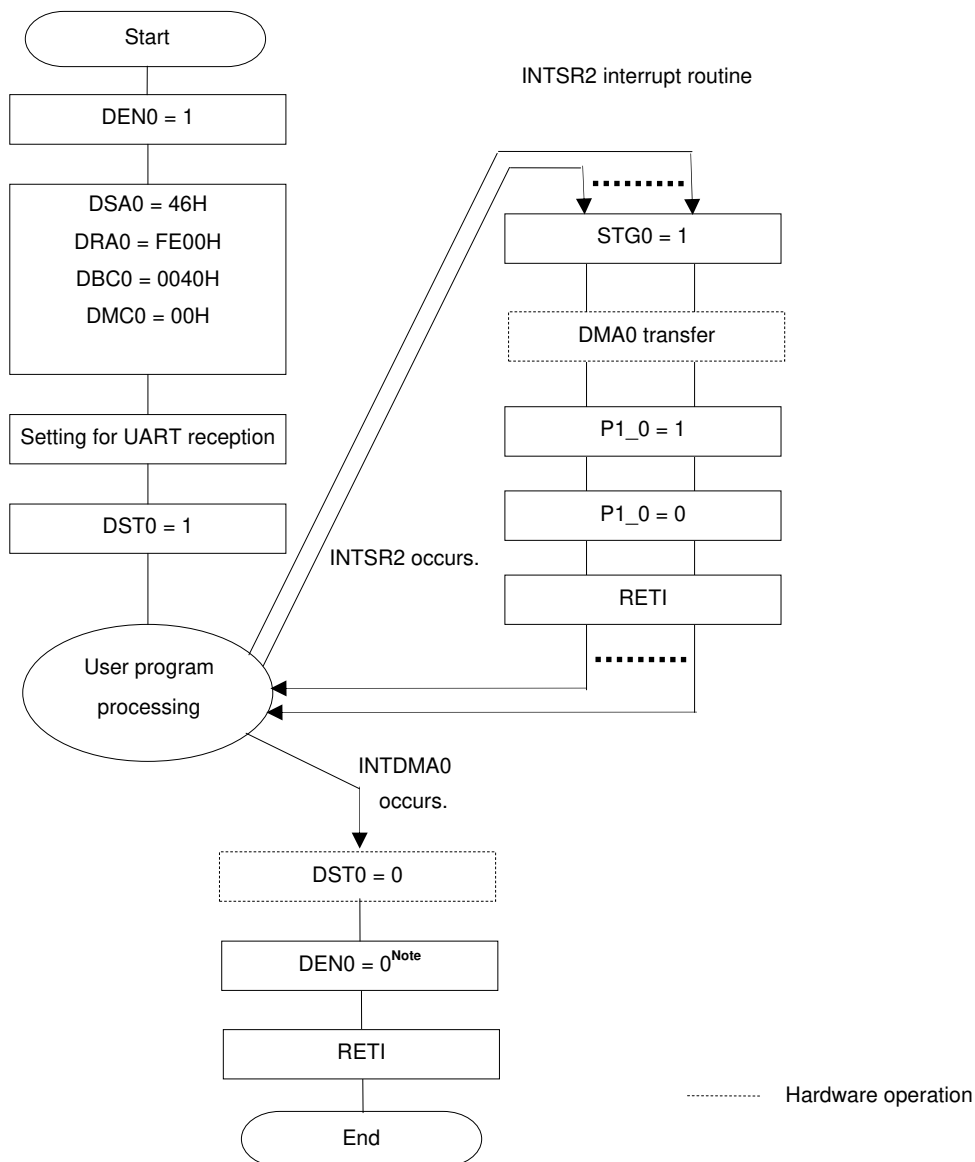 Start
DEN0 = 1
DSA0 = 46H
DRA0 = FE00H
DBC0 = 0040H
DMC0 = 00H
Setting for UART reception
DST0 = 1
User program
processing
INTSR2 occurs.
INTSR2 interrupt routine
STG0 = 1
DMA0 transfer
P1_0 = 1
P1_0 = 0
RETI
INTDMA0
occurs.
DST0 = 0
DEN0 = 0Note
RETI
End
Hardware operation